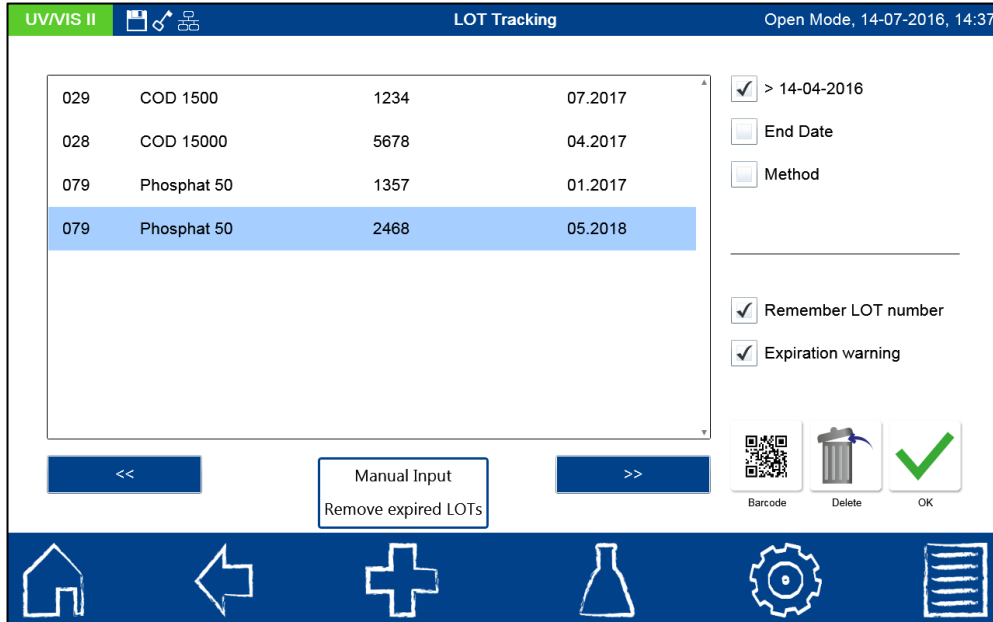 UV/VIS II LOT Tracking Open Mode, 14-07-2016, 14:37
029 COD 1500 1234 07.2017
028 COD 15000 5678 04.2017
079 Phosphat 50 1357 01.2017
079 Phosphat 50 2468 05.2018
> 14-04-2016
End Date
Method
Remember LOT number
Expiration warning
<< Manual Input >>
Remove expired LOTs
Barcode Delete OK